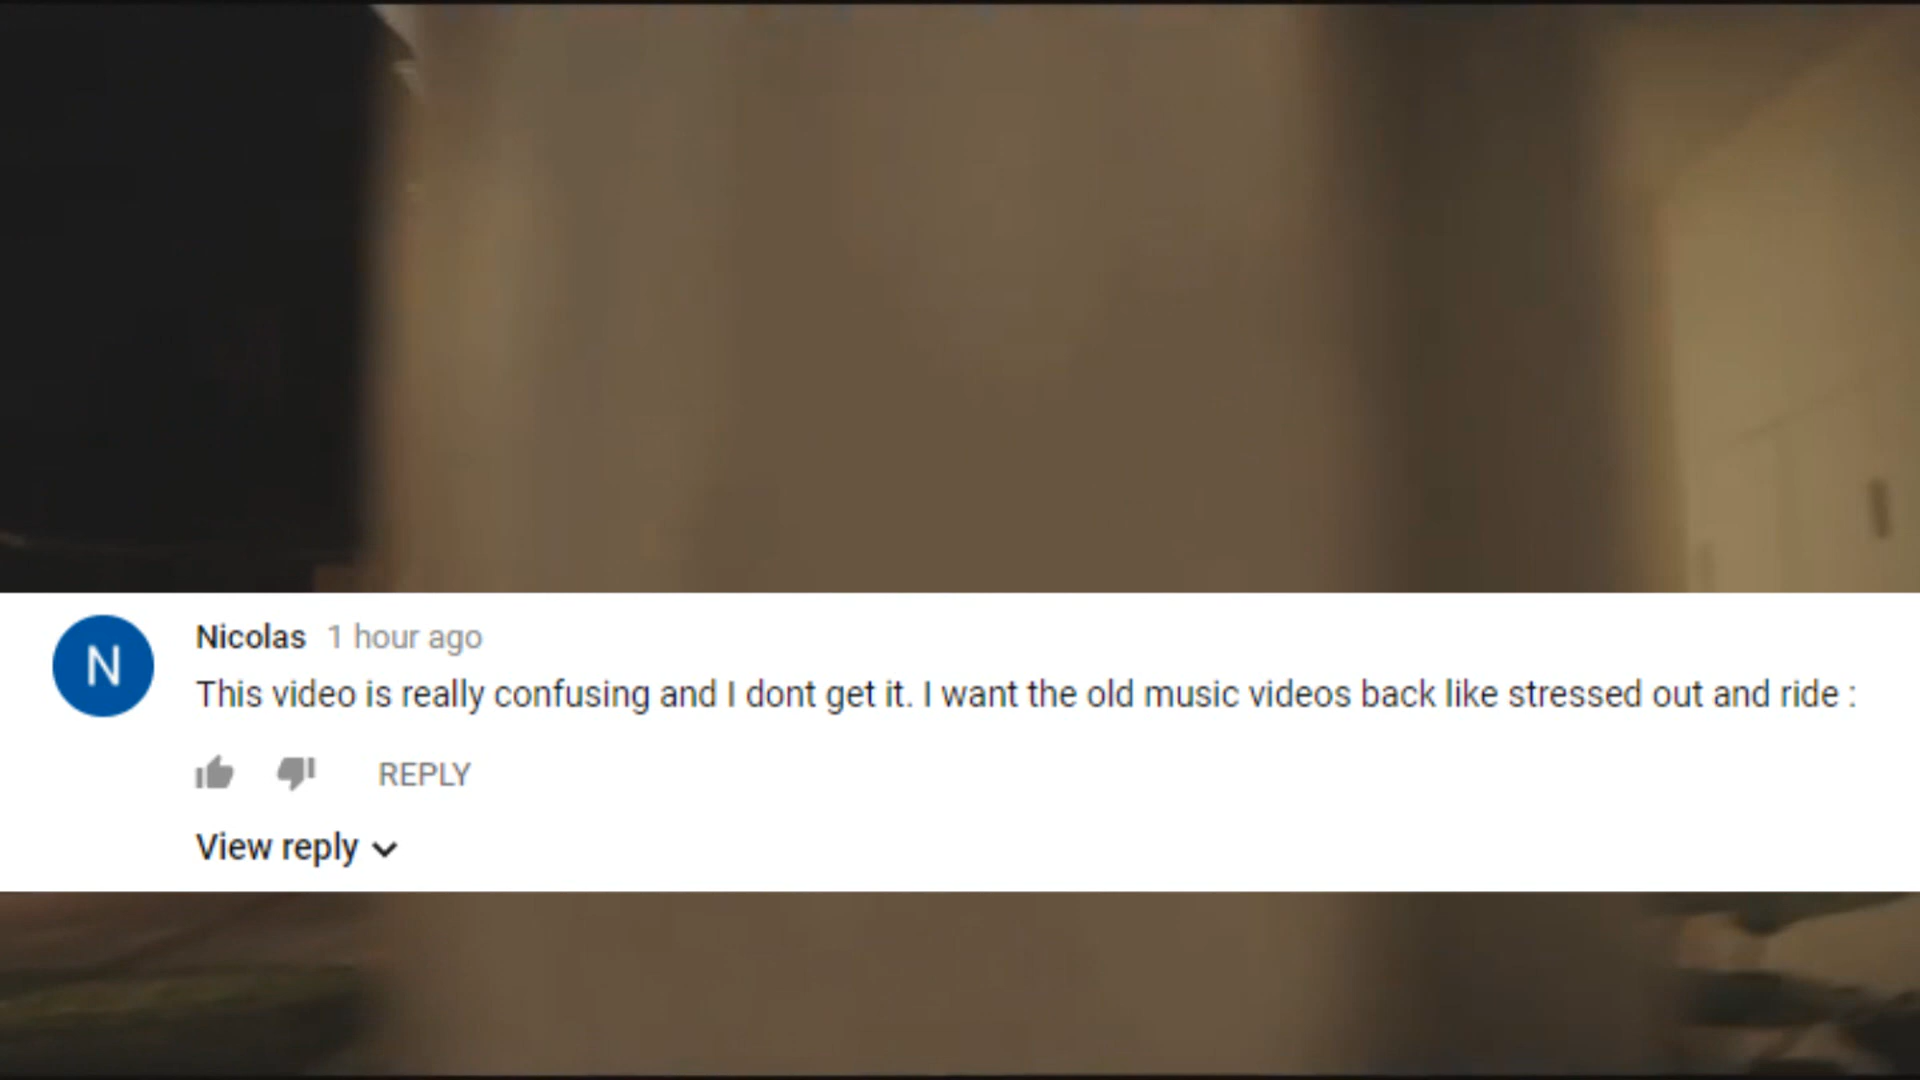 N
Nicolas 1 hour ago
This video is really confusing and I dont get it. I want the old music videos back like stressed out and ride :
REPLY
View reply